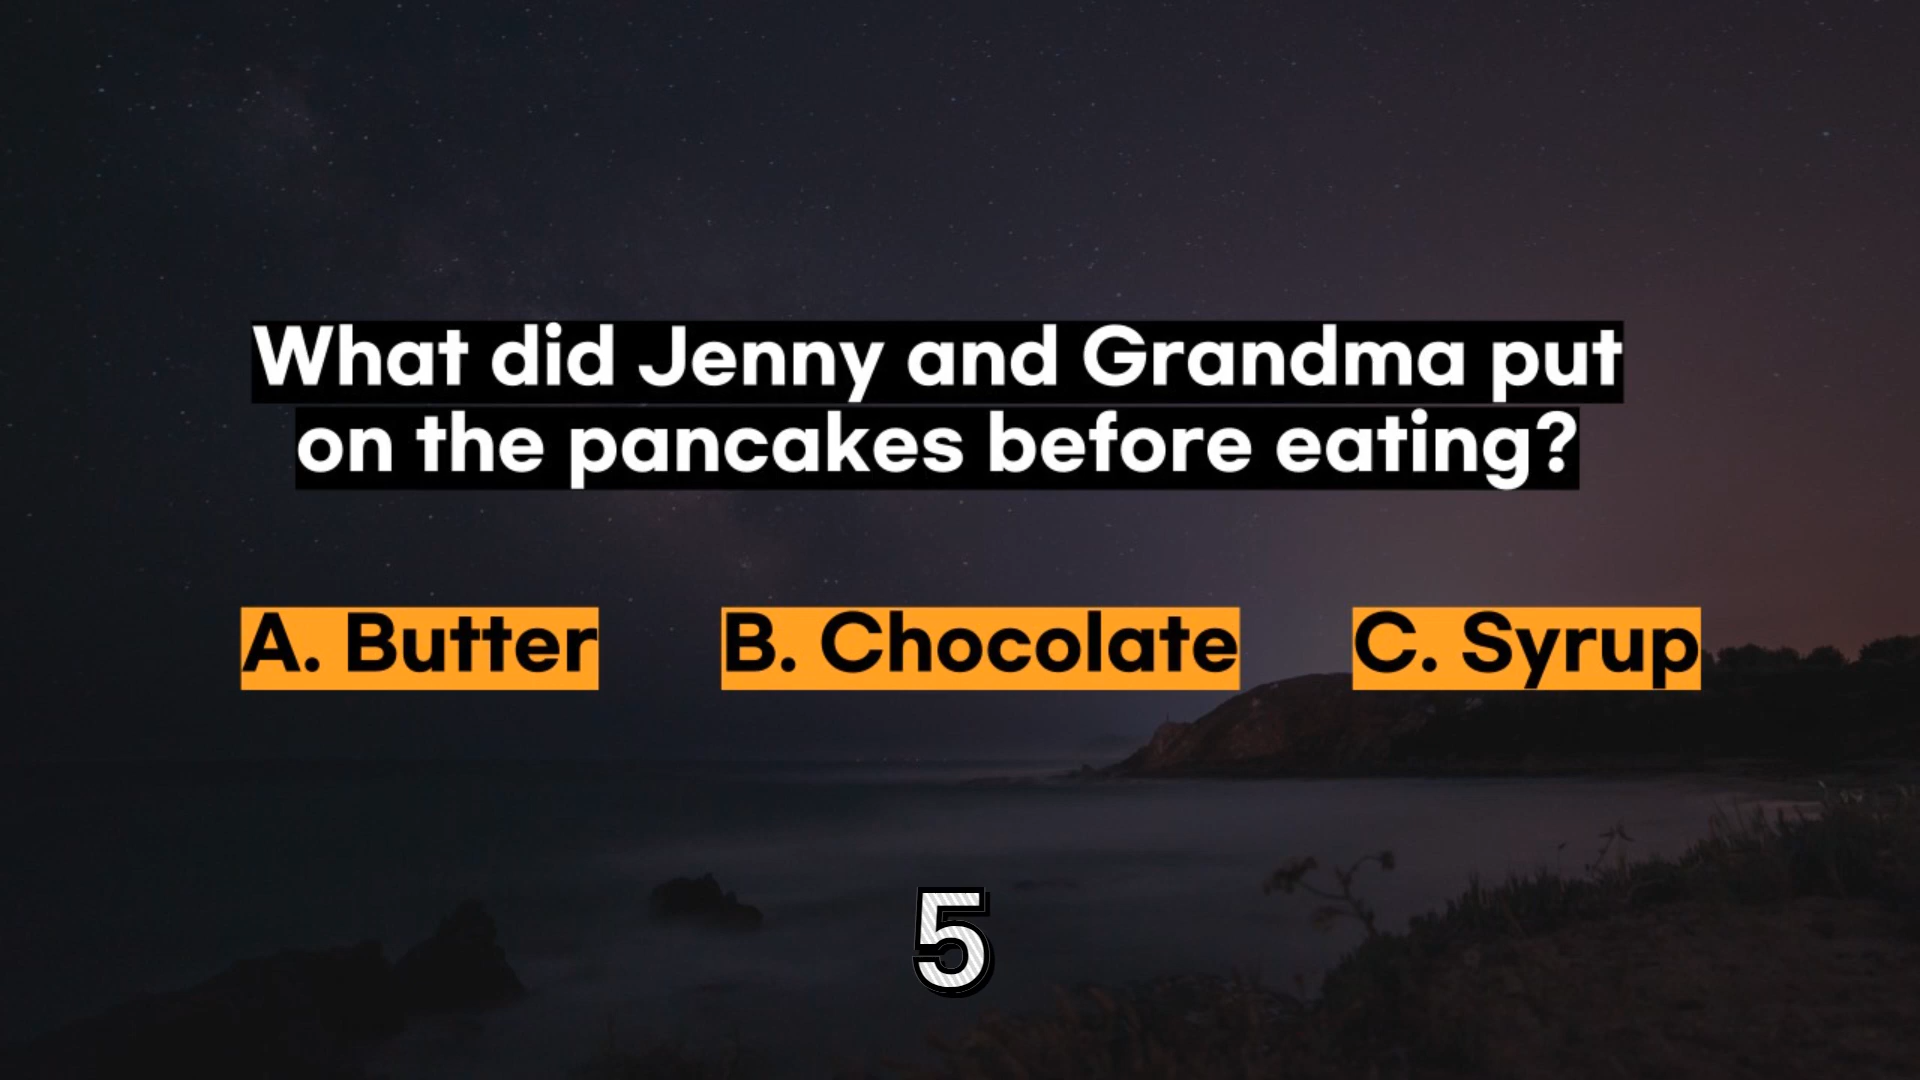 What did Jenny and Grandma put
on the pancakes before eating?
A. Butter B. Chocolate C. Syrup
5